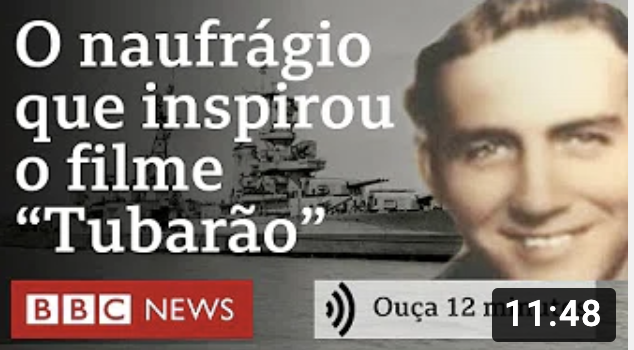 O naufrágio
que inspirou
o filme
“Tubarão”
BBC NEWS
Ouça 12
11:48